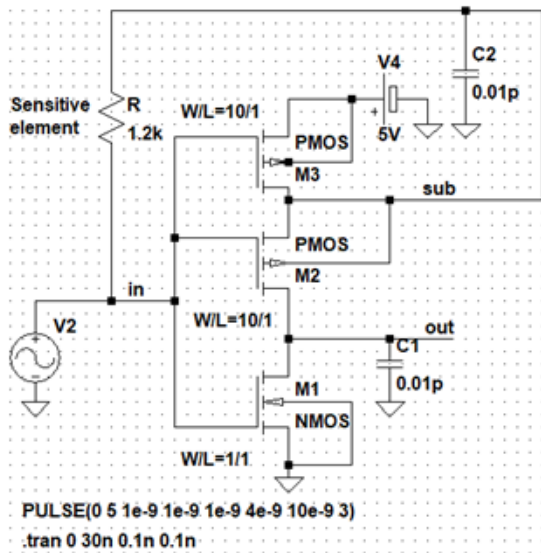 C2
0.01p
V4
+
5V
Sensitive
element
R
1.2k
W/L=10/1
PMOS
M3
sub
PMOS
M2
in
V2
+
W/L=10/1
out
C1
0.01p
M1
NMOS
W/L=1/1
PULSE(0 5 1e-9 1e-9 1e-9 4e-9 10e-9 3)
.tran 0 30n 0.1n 0.1n